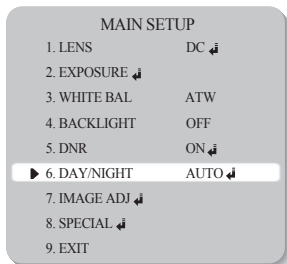 MAIN SETUP
1. LENS DC ↲
2. EXPOSURE ↲
3. WHITE BAL ATW
4. BACKLIGHT OFF
5. DNR ON ↲
▶ 6. DAY/NIGHT AUTO ↲
7. IMAGE ADJ ↲
8. SPECIAL ↲
9. EXIT